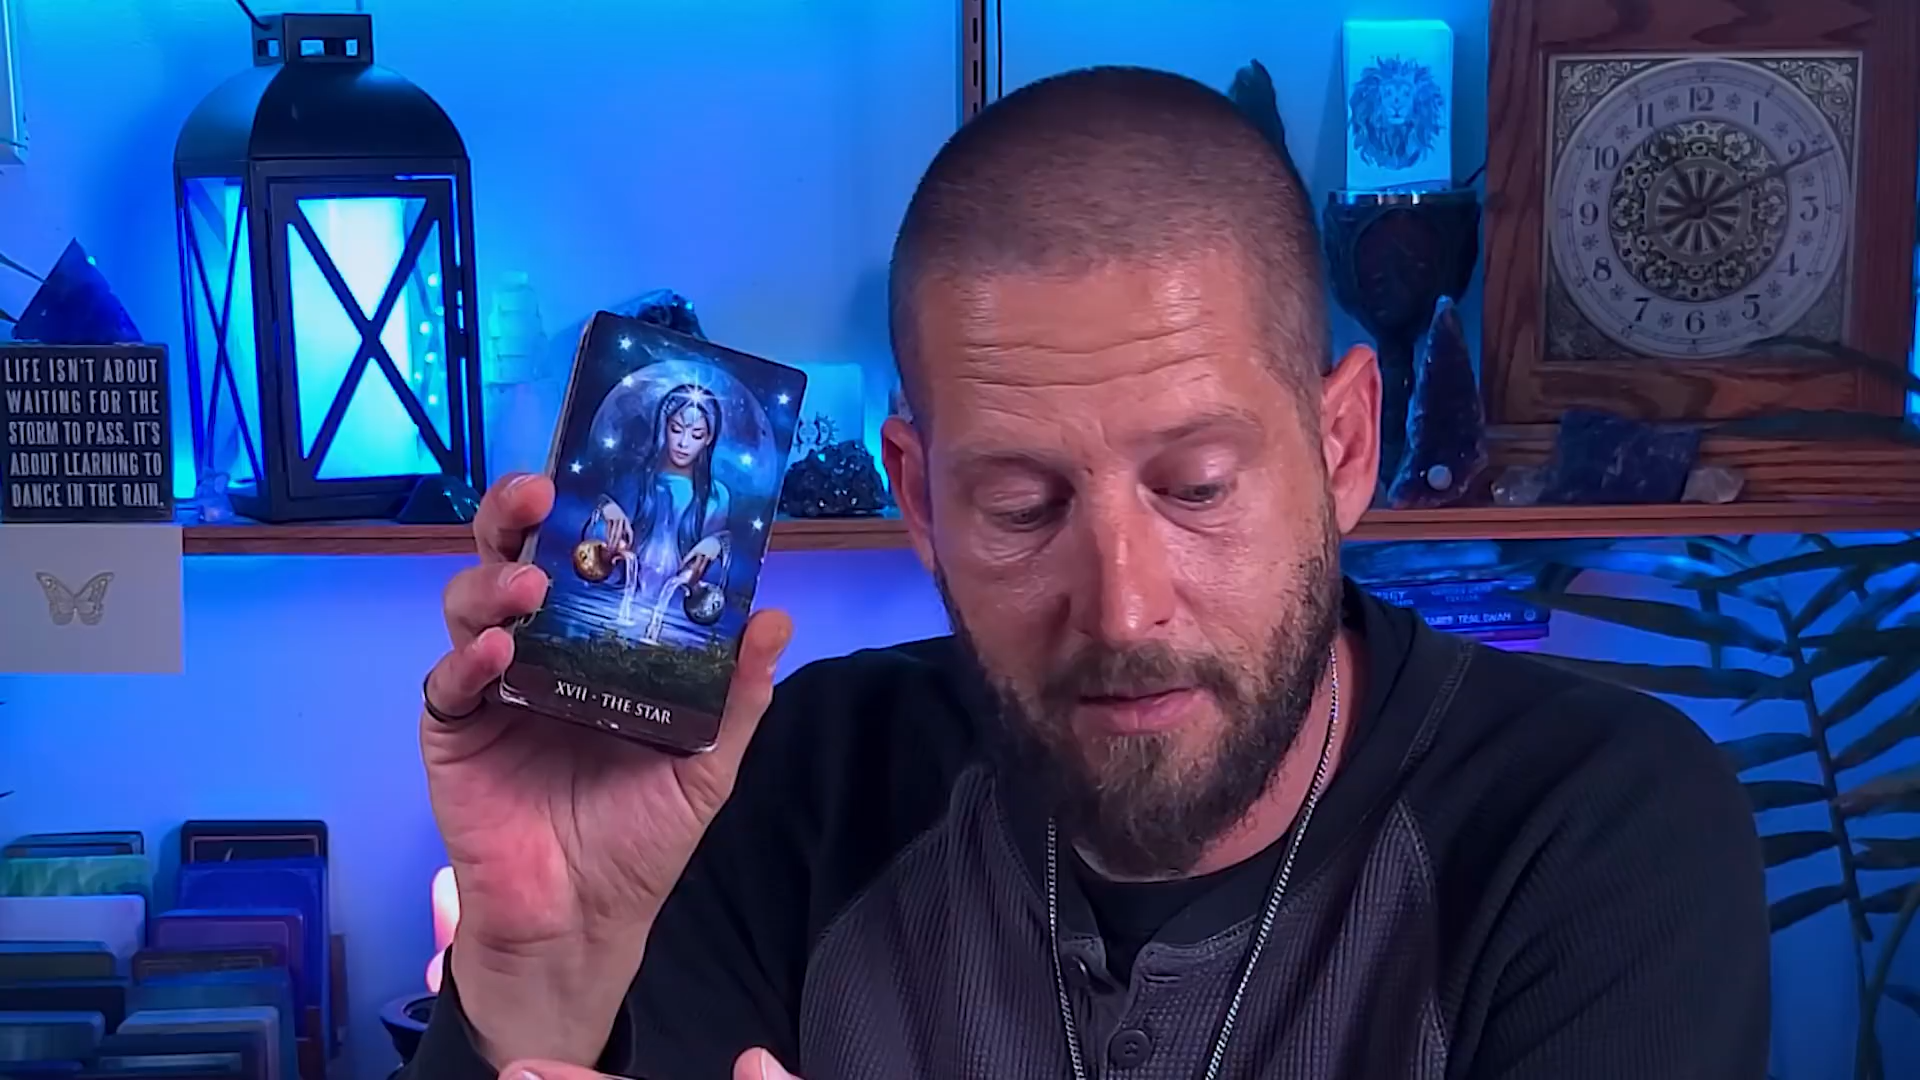 LIFE ISN'T ABOUT
WAITING FOR THE
STORM TO PASS. IT'S
ABOUT LEARNING TO
DANCE IN THE RAIN.
XVII • THE STAR
12
1
2
3
4
5
6
7
8
9
10
11
SWAN